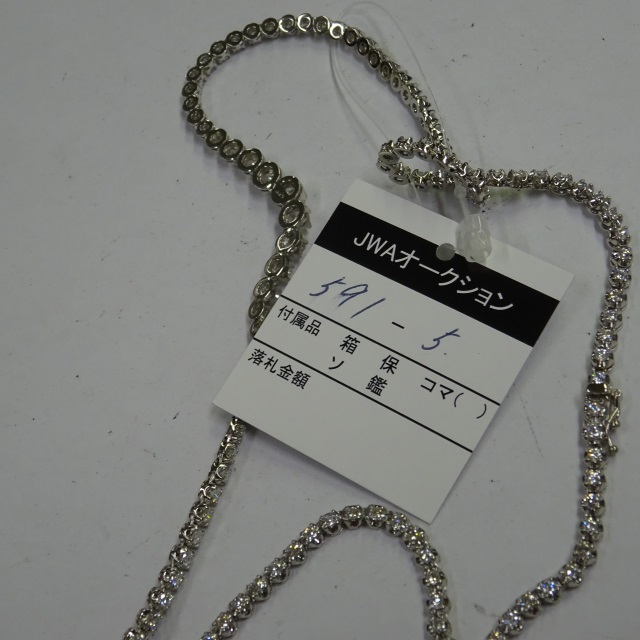 JWAオークション
591-5.
付属品 箱 保 コマ( )
ソ 鑑
落札金額